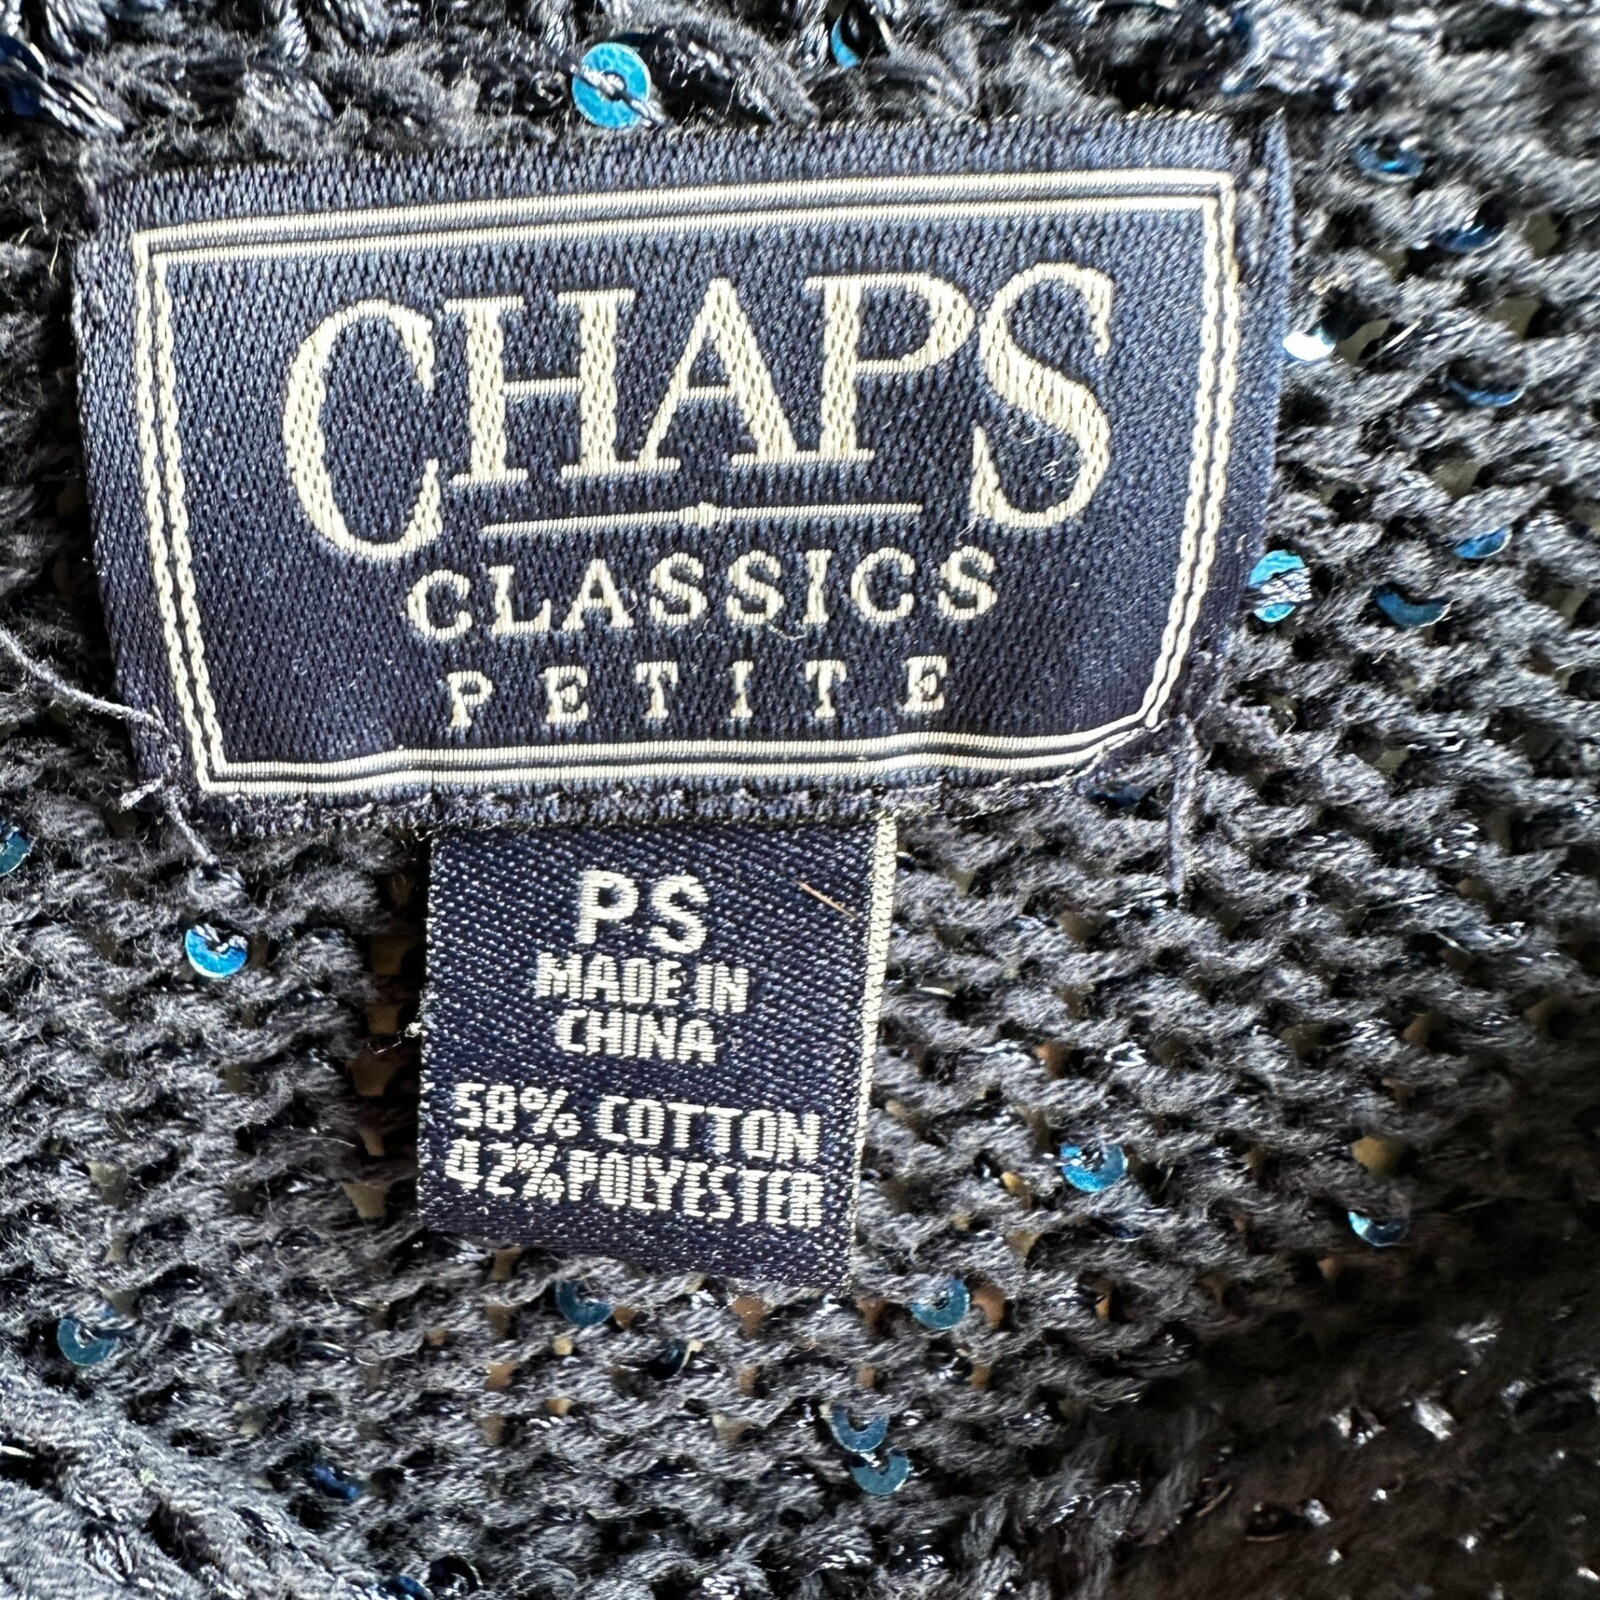 CHAPS
CLASSICS
PETITE
PS
MADE IN
CHINA
58% COTTON
42% POLYESTER